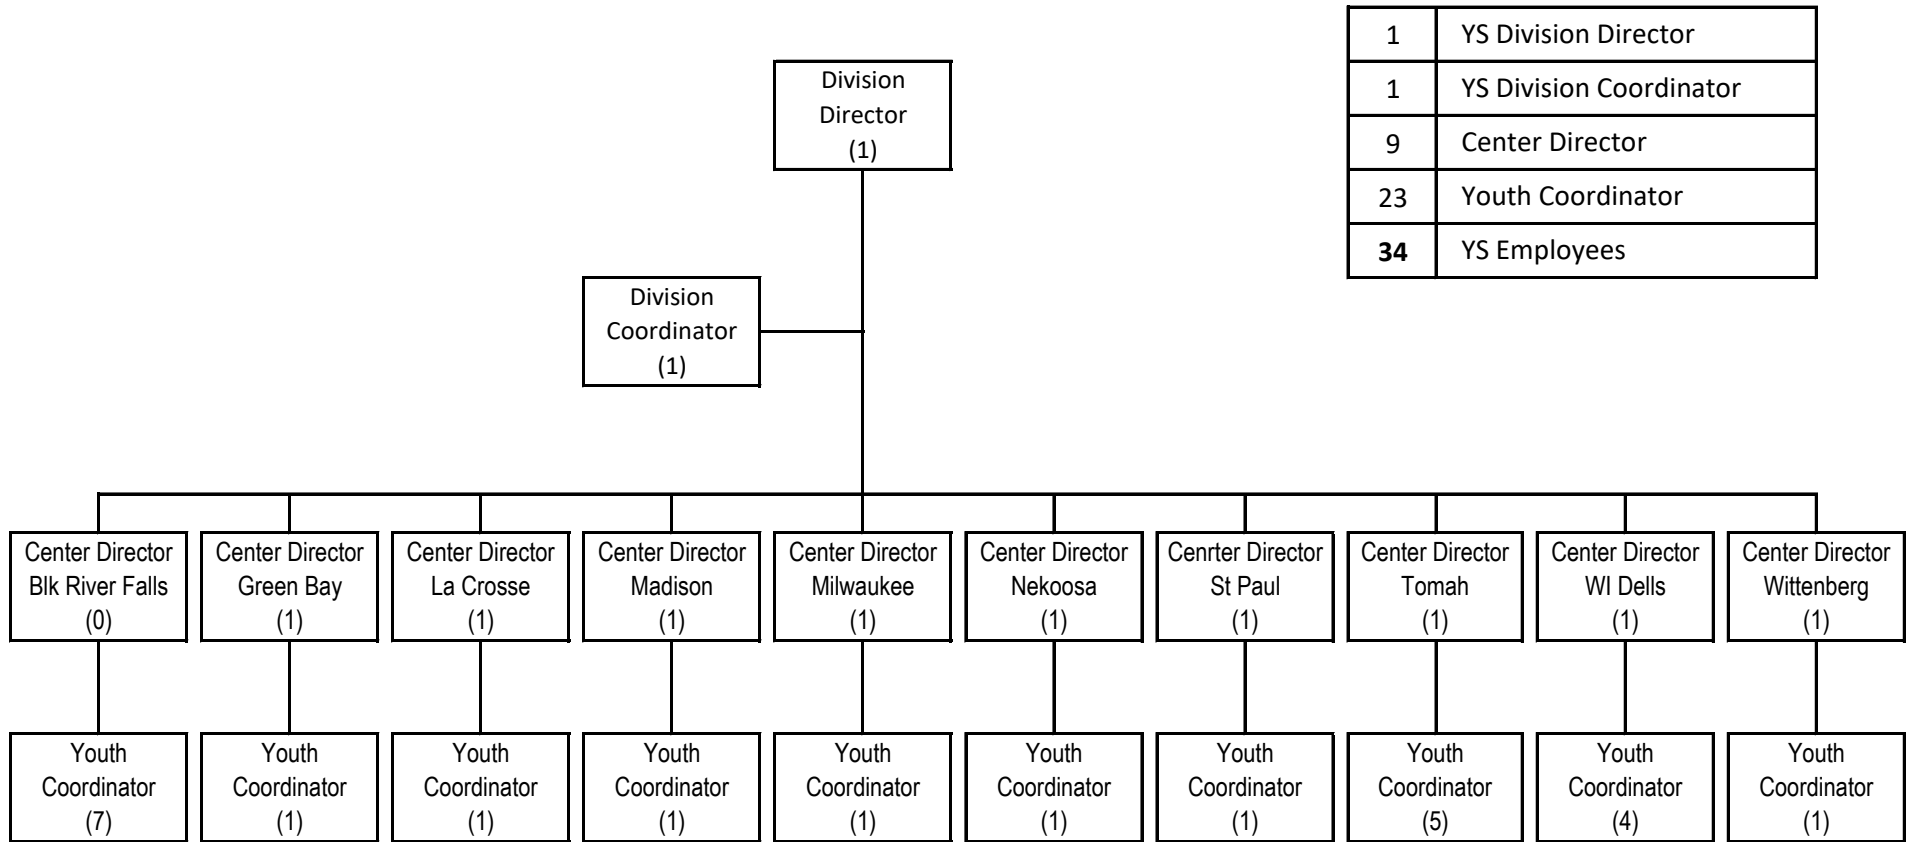 1 YS Division Director
1 YS Division Coordinator
9 Center Director
23 Youth Coordinator
34 YS Employees
Division
Director
(1)
Division
Coordinator
(1)
Center Director
Blk River Falls
(0)
Center Director
Green Bay
(1)
Center Director
La Crosse
(1)
Center Director
Madison
(1)
Center Director
Milwaukee
(1)
Center Director
Nekoosa
(1)
Cenrter Director
St Paul
(1)
Center Director
Tomah
(1)
Center Director
WI Dells
(1)
Center Director
Wittenberg
(1)
Youth
Coordinator
(7)
Youth
Coordinator
(1)
Youth
Coordinator
(1)
Youth
Coordinator
(1)
Youth
Coordinator
(1)
Youth
Coordinator
(1)
Youth
Coordinator
(1)
Youth
Coordinator
(5)
Youth
Coordinator
(4)
Youth
Coordinator
(1)